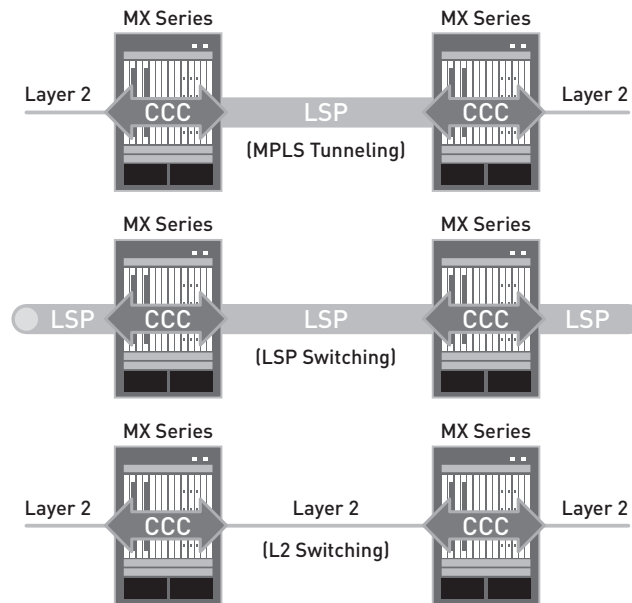 MX Series MX Series
Layer 2 CCC LSP CCC Layer 2
(MPLS Tunneling)
MX Series MX Series
LSP CCC LSP CCC LSP
(LSP Switching)
MX Series MX Series
Layer 2 CCC Layer 2 CCC Layer 2
(L2 Switching)